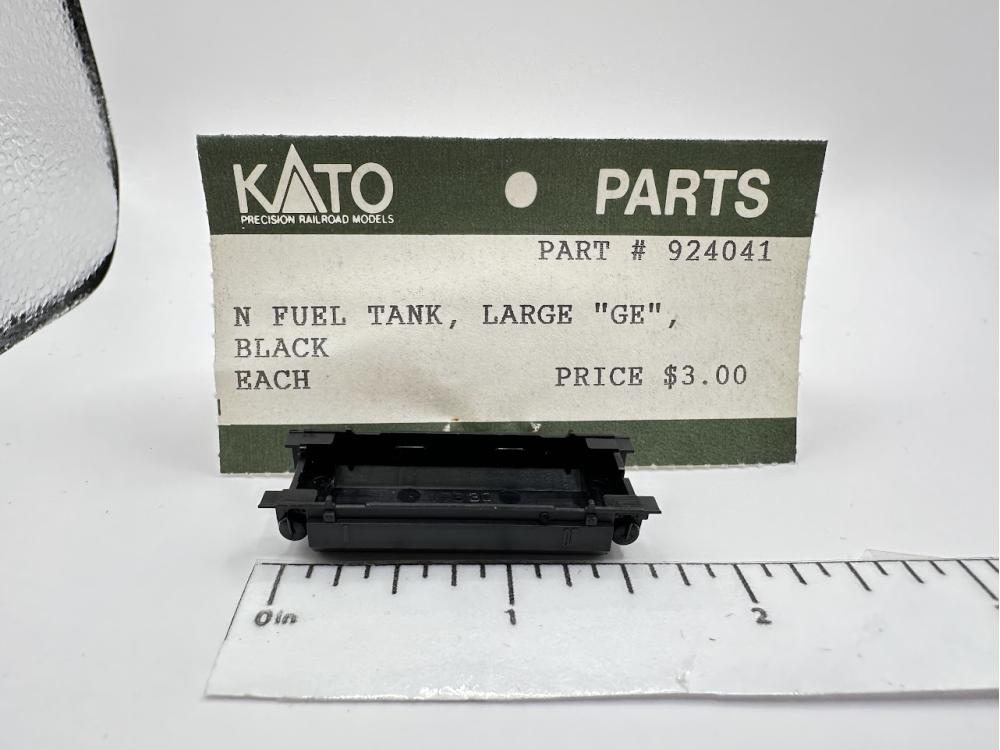 KATO
PRECISION RAILROAD MODELS
PARTS
PART # 924041
N FUEL TANK, LARGE "GE",
BLACK
EACH
PRICE $3.00
0in
1
2